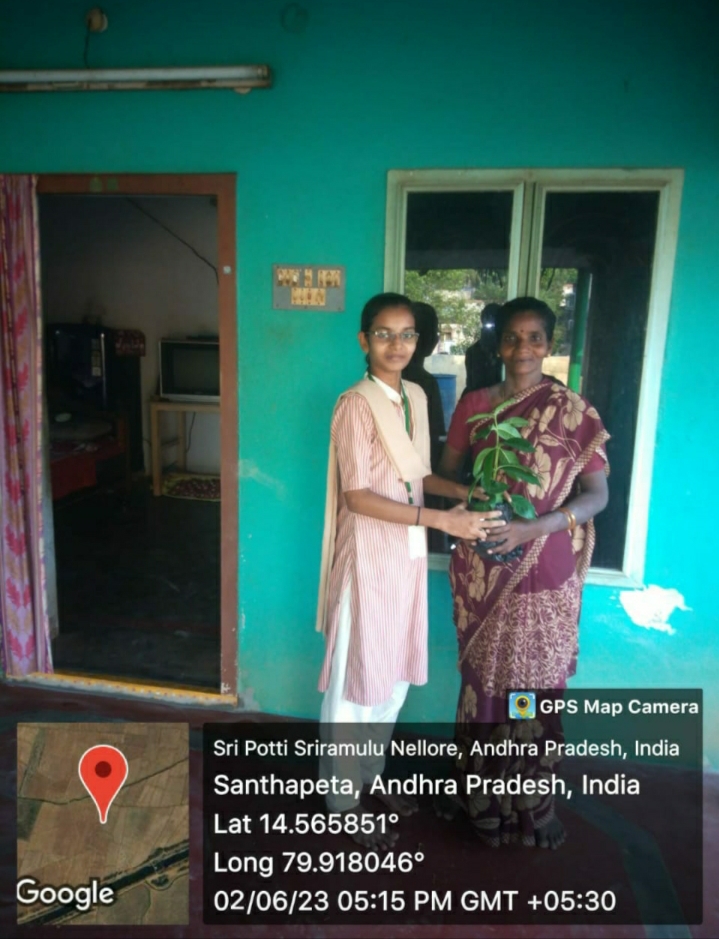 GPS Map Camera
Sri Potti Sriramulu Nellore, Andhra Pradesh, India
Santhapeta, Andhra Pradesh, India
Lat 14.565851°
Long 79.918046°
02/06/23 05:15 PM GMT +05:30
Google